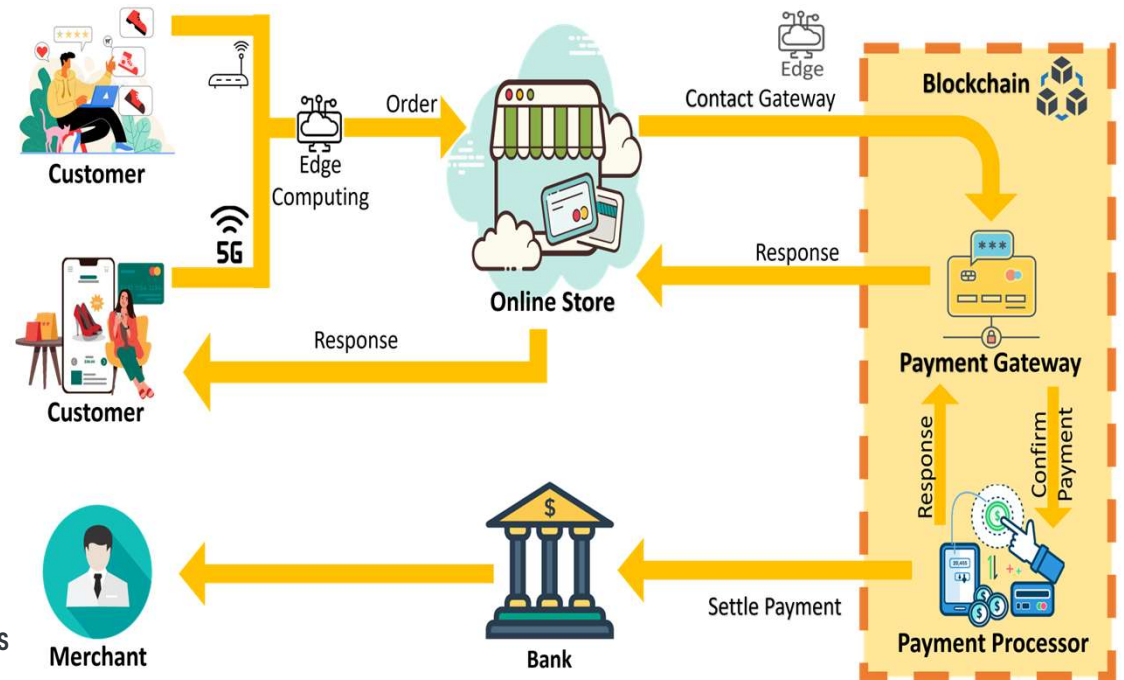 Customer
5G
Customer
Edge
Computing
Order
Online Store
Response
Edge
Contact Gateway
Response
Blockchain
***
Payment Gateway
Response
Confirm
Payment
$
Payment Processor
Settle Payment
$
Bank
s
Merchant